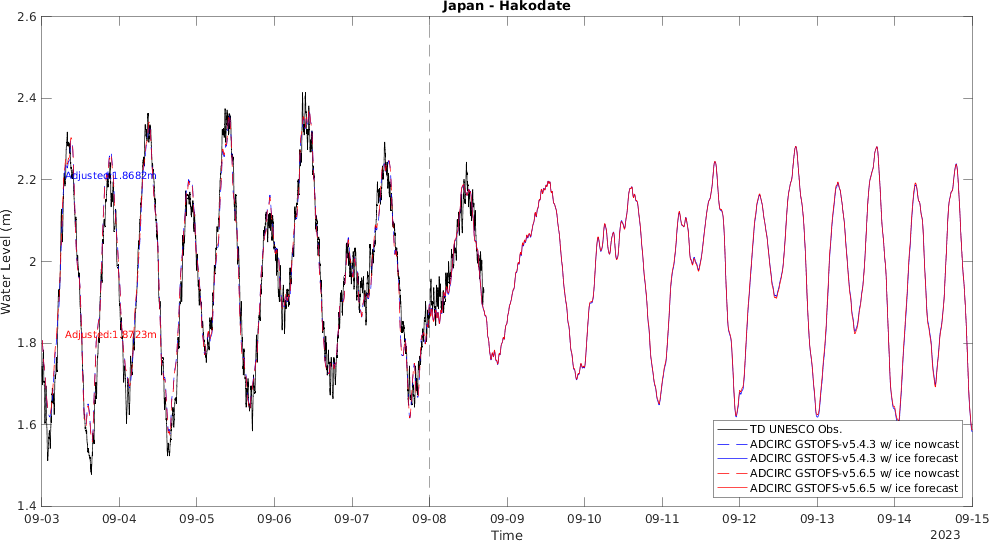 Japan - Hakodate
2.6
2.4
2.2
2
1.8
1.6
1.4
Water Level (m)
Adjusted:1.8682m
Adjusted:1.8723m
TD UNESCO Obs.
ADCIRC GSTOFS-v5.4.3 w/ ice nowcast
ADCIRC GSTOFS-v5.4.3 w/ ice forecast
ADCIRC GSTOFS-v5.6.5 w/ ice nowcast
ADCIRC GSTOFS-v5.6.5 w/ ice forecast
09-03 09-04 09-05 09-06 09-07 09-08 09-09 09-10 09-11 09-12 09-13 09-14 09-15
Time
2023